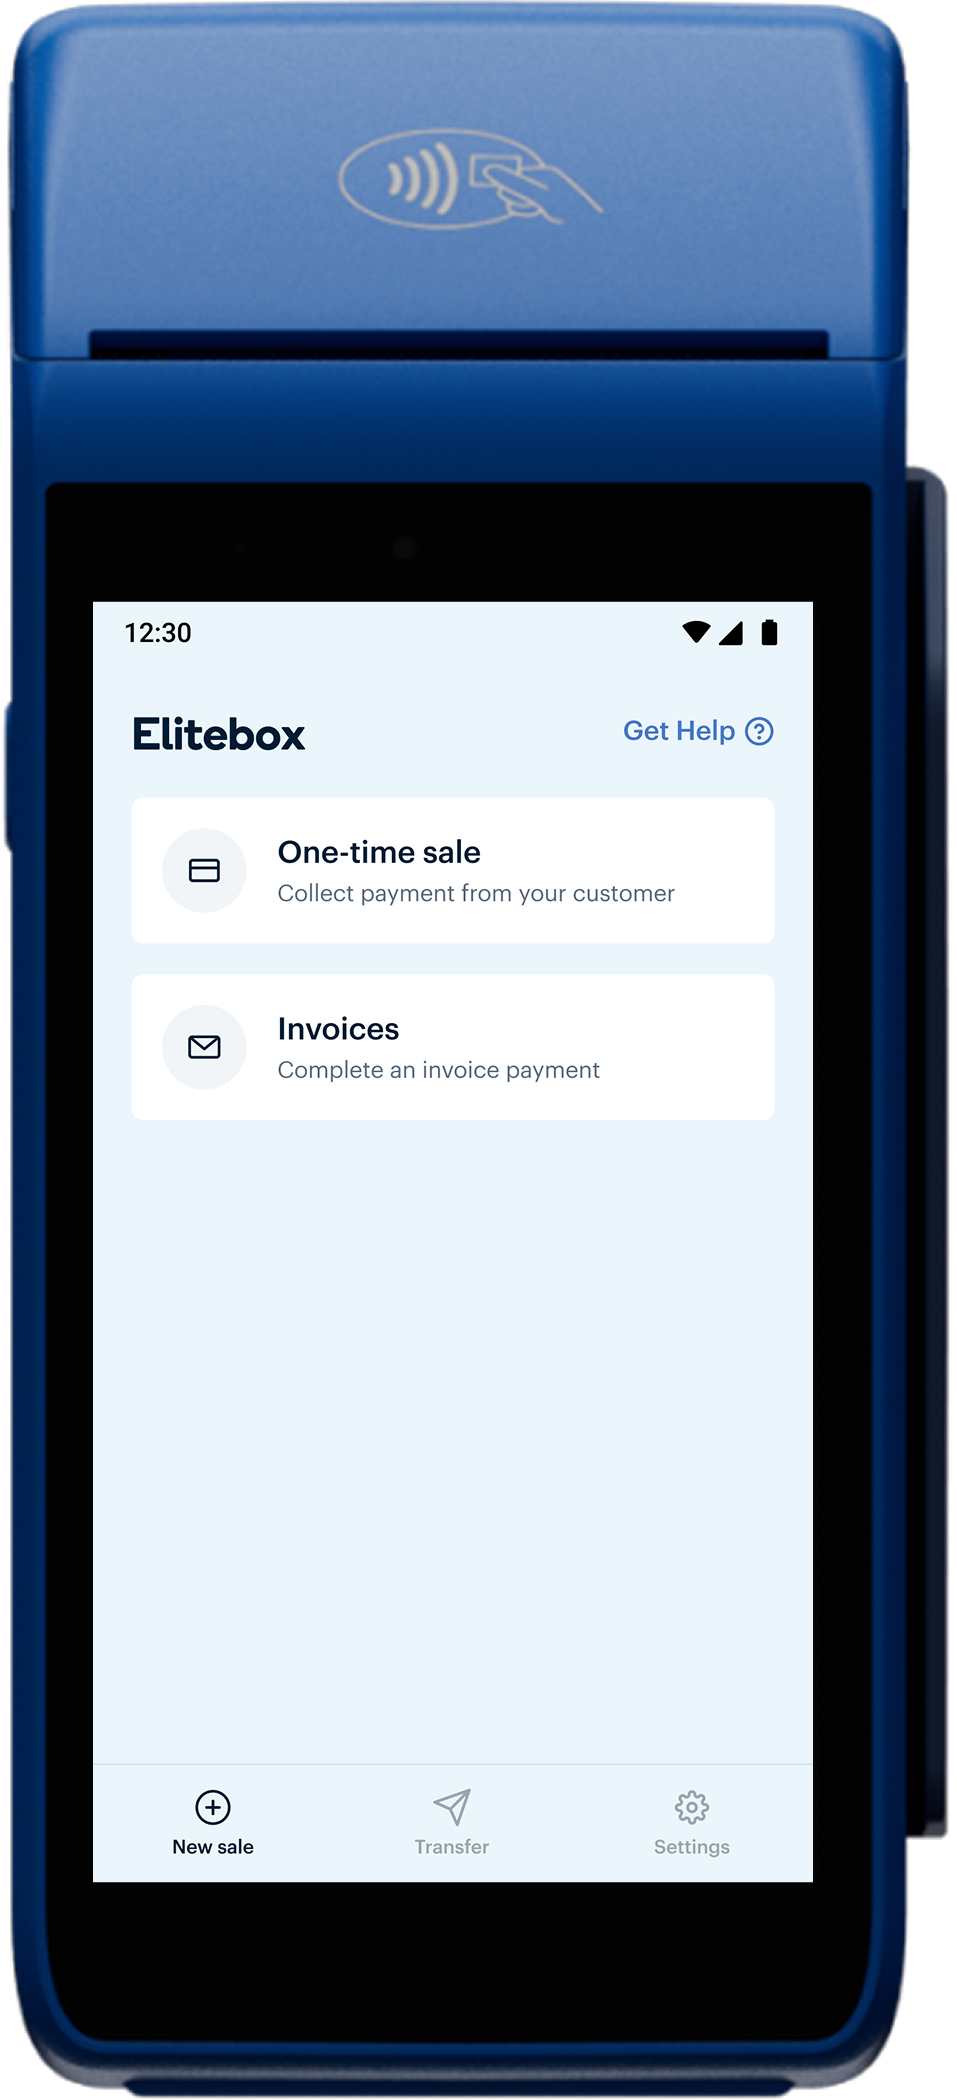 12:30
Elitebox
Get Help
One-time sale
Collect payment from your customer
Invoices
Complete an invoice payment
New sale
Transfer
Settings